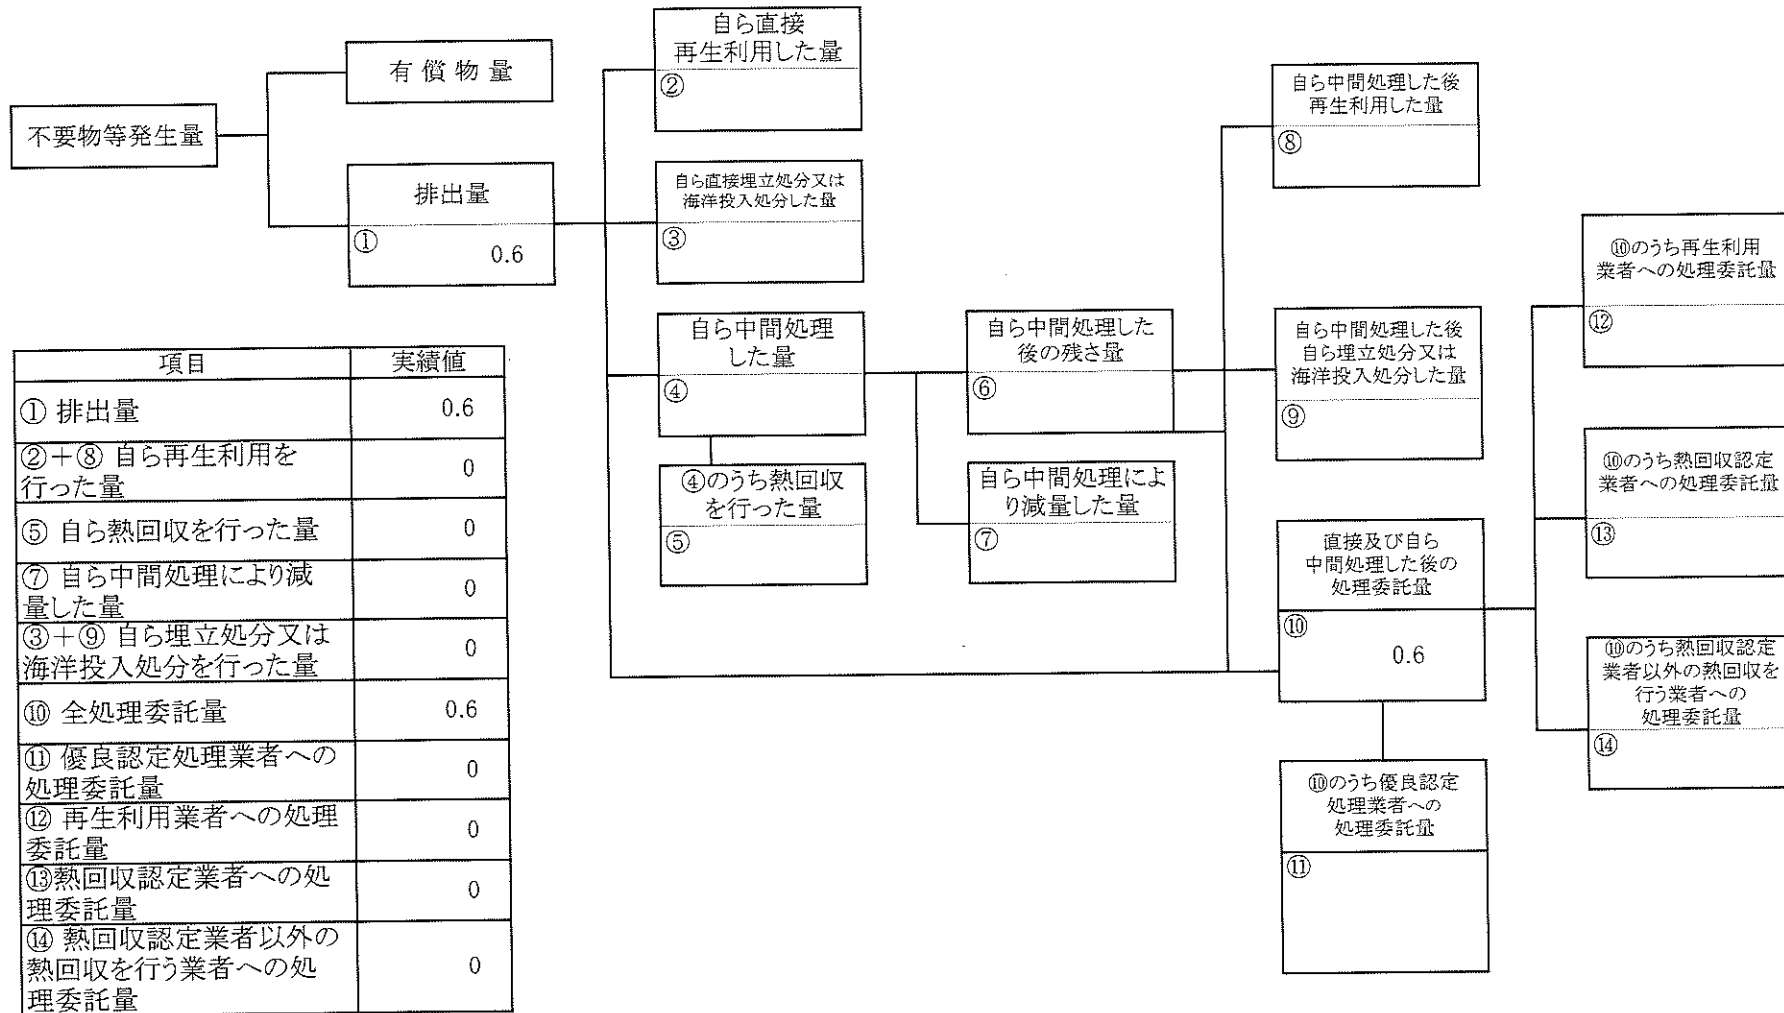 不要物等発生量
有償物量
排出量
①
0.6
自ら直接
再生利用した量
②
自ら直接埋立処分又は
海洋投入処分した量
③
自ら中間処理
した量
④
④のうち熱回収
を行った量
⑤
自ら中間処理した
後の残さ量
⑥
自ら中間処理によ
り減量した量
⑦
自ら中間処理した後
再生利用した量
⑧
自ら中間処理した後
自ら埋立処分又は
海洋投入処分した量
⑨
直接及び自ら
中間処理した後の
処理委託量
⑩
0.6
⑩のうち優良認定
処理業者への
処理委託量
⑪
⑩のうち再生利用
業者への処理委託量
⑫
⑩のうち熱回収認定
業者への処理委託量
⑬
⑩のうち熱回収認定
業者以外の熱回収を
行う業者への
処理委託量
⑭
項目 実績値
① 排出量 0.6
②＋⑧ 自ら再生利用を
行った量 0
⑤ 自ら熱回収を行った量 0
⑦ 自ら中間処理により減
量した量 0
③＋⑨ 自ら埋立処分又は
海洋投入処分を行った量 0
⑩ 全処理委託量 0.6
⑪ 優良認定処理業者への
処理委託量 0
⑫ 再生利用業者への処理
委託量 0
⑬熱回収認定業者への処
理委託量 0
⑭ 熱回収認定業者以外の
熱回収を行う業者への処
理委託量 0